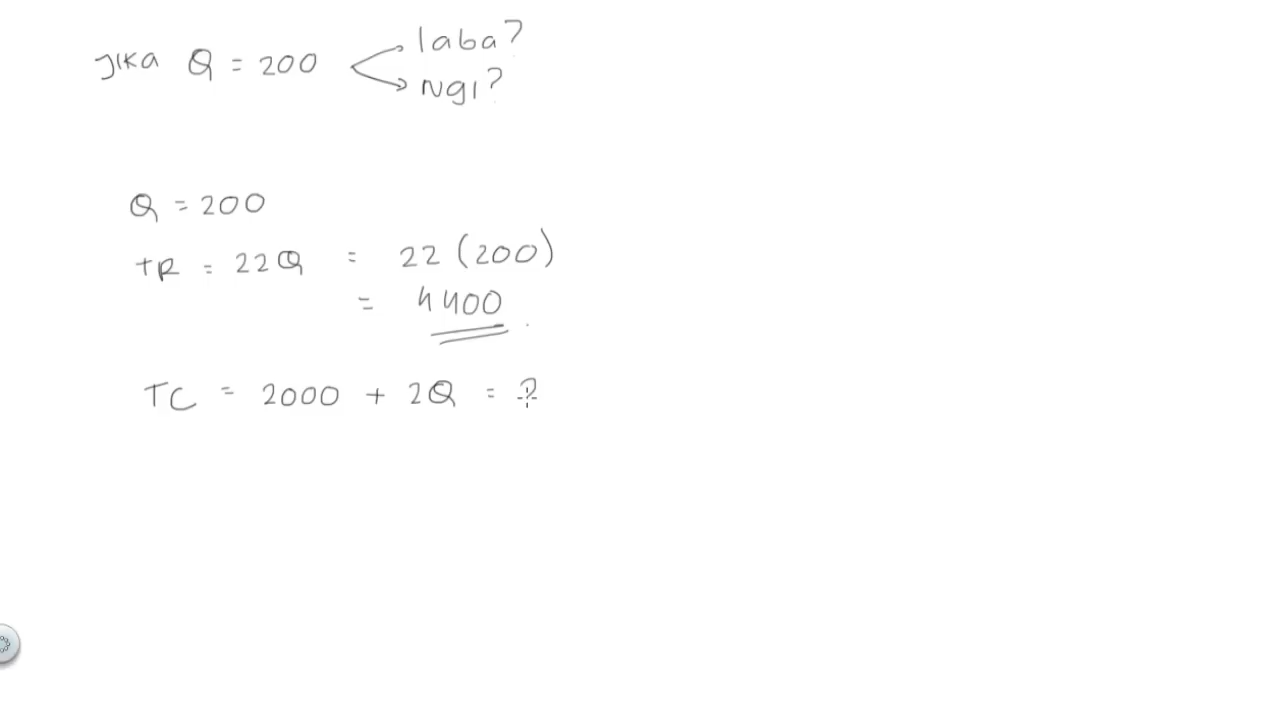 JIKA Q = 200
laba?
rugi?
Q = 200
TR = 22Q = 22 (200)
= 4400
TC = 2000 + 2Q = ?